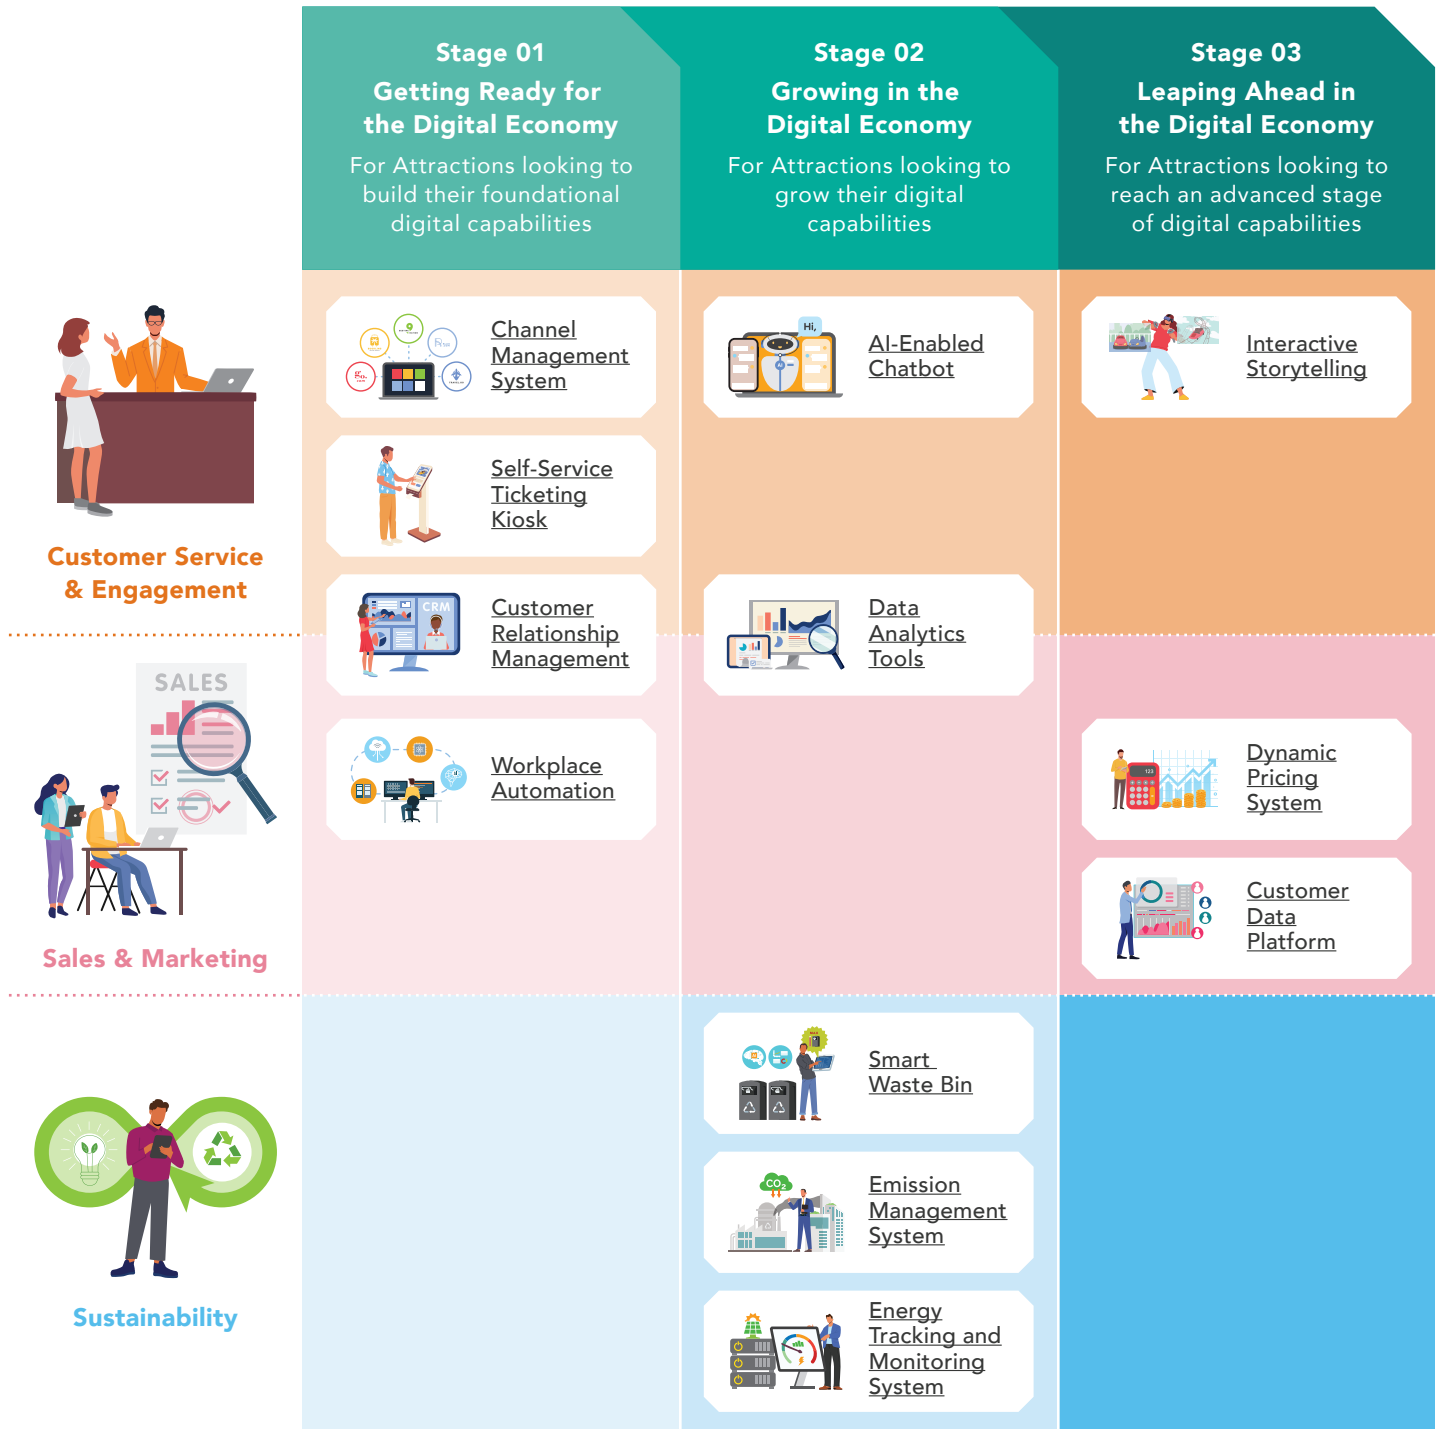 Stage 01
Getting Ready for
the Digital Economy
For Attractions looking to
build their foundational
digital capabilities
Stage 02
Growing in the
Digital Economy
For Attractions looking to
grow their digital
capabilities
Stage 03
Leaping Ahead in
the Digital Economy
For Attractions looking to
reach an advanced stage
of digital capabilities
Customer Service
& Engagement
Channel
Management
System
Hi,
AI
AI-Enabled
Chatbot
Interactive
Storytelling
Self-Service
Ticketing
Kiosk
CRM
Customer
Relationship
Management
Data
Analytics
Tools
SALES
Sales & Marketing
Workplace
Automation
123
Dynamic
Pricing
System
Customer
Data
Platform
Sustainability
Smart
Waste Bin
CO2
Emission
Management
System
Energy
Tracking and
Monitoring
System